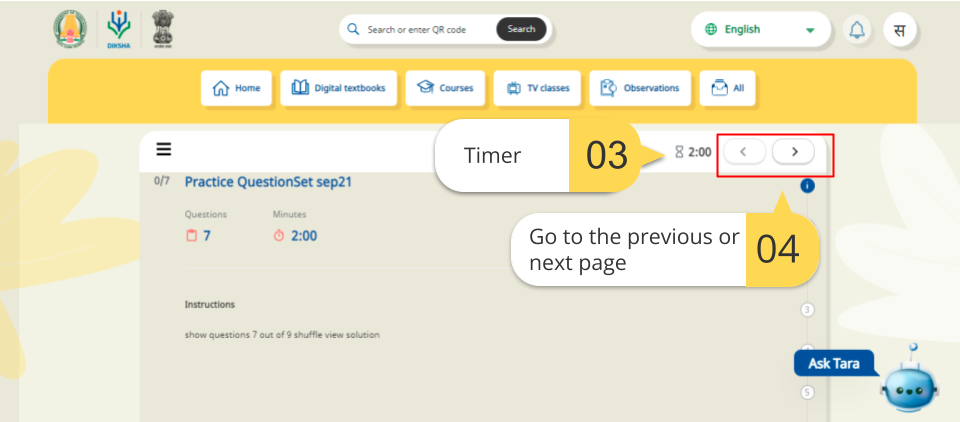 DIKSHA
Search or enter QR code
Search
English
स
Home
Digital textbooks
Courses
TV classes
Observations
All
Timer
03
2:00
0/7
Practice QuestionSet sep21
i
Questions
Minutes
7
2:00
Go to the previous or
next page
04
Instructions
3
show questions 7 out of 9 shuffle view solution
Ask Tara
5